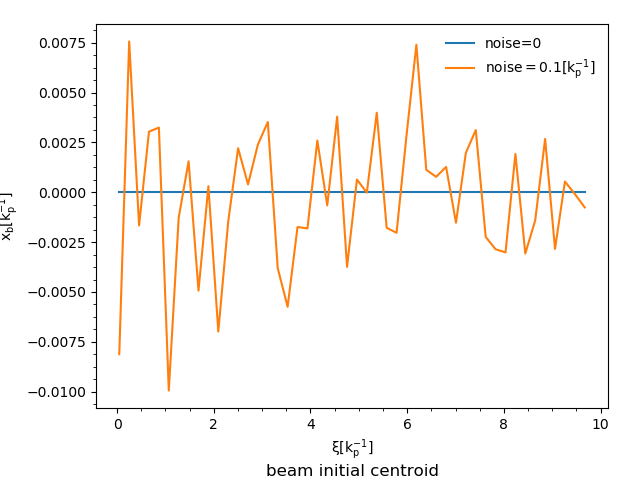 0.0075
0.0050
0.0025
0.0000
−0.0025
−0.0050
−0.0075
−0.0100
x_b[k_p^{-1}]
noise=0
noise = 0.1[k_p^{-1}]
0 2 4 6 8 10
ξ[k_p^{-1}]
beam initial centroid